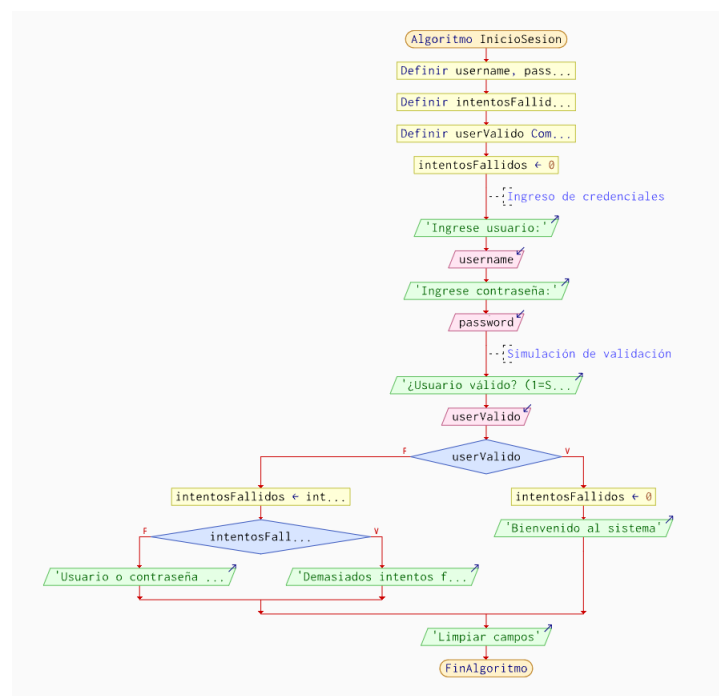 Algoritmo InicioSesion
Definir username, pass...
Definir intentosFallid...
Definir userValido Com...
intentosFallidos ← 0
Ingreso de credenciales
'Ingrese usuario:'
username
'Ingrese contraseña:'
password
Simulación de validación
'¿Usuario válido? (1=S...
userValido
userValido
F
V
intentosFallidos ← int...
intentosFallidos ← 0
intentosFall...
F
V
'Bienvenido al sistema'
'Usuario o contraseña ...
'Demasiados intentos f...
'Limpiar campos'
FinAlgoritmo